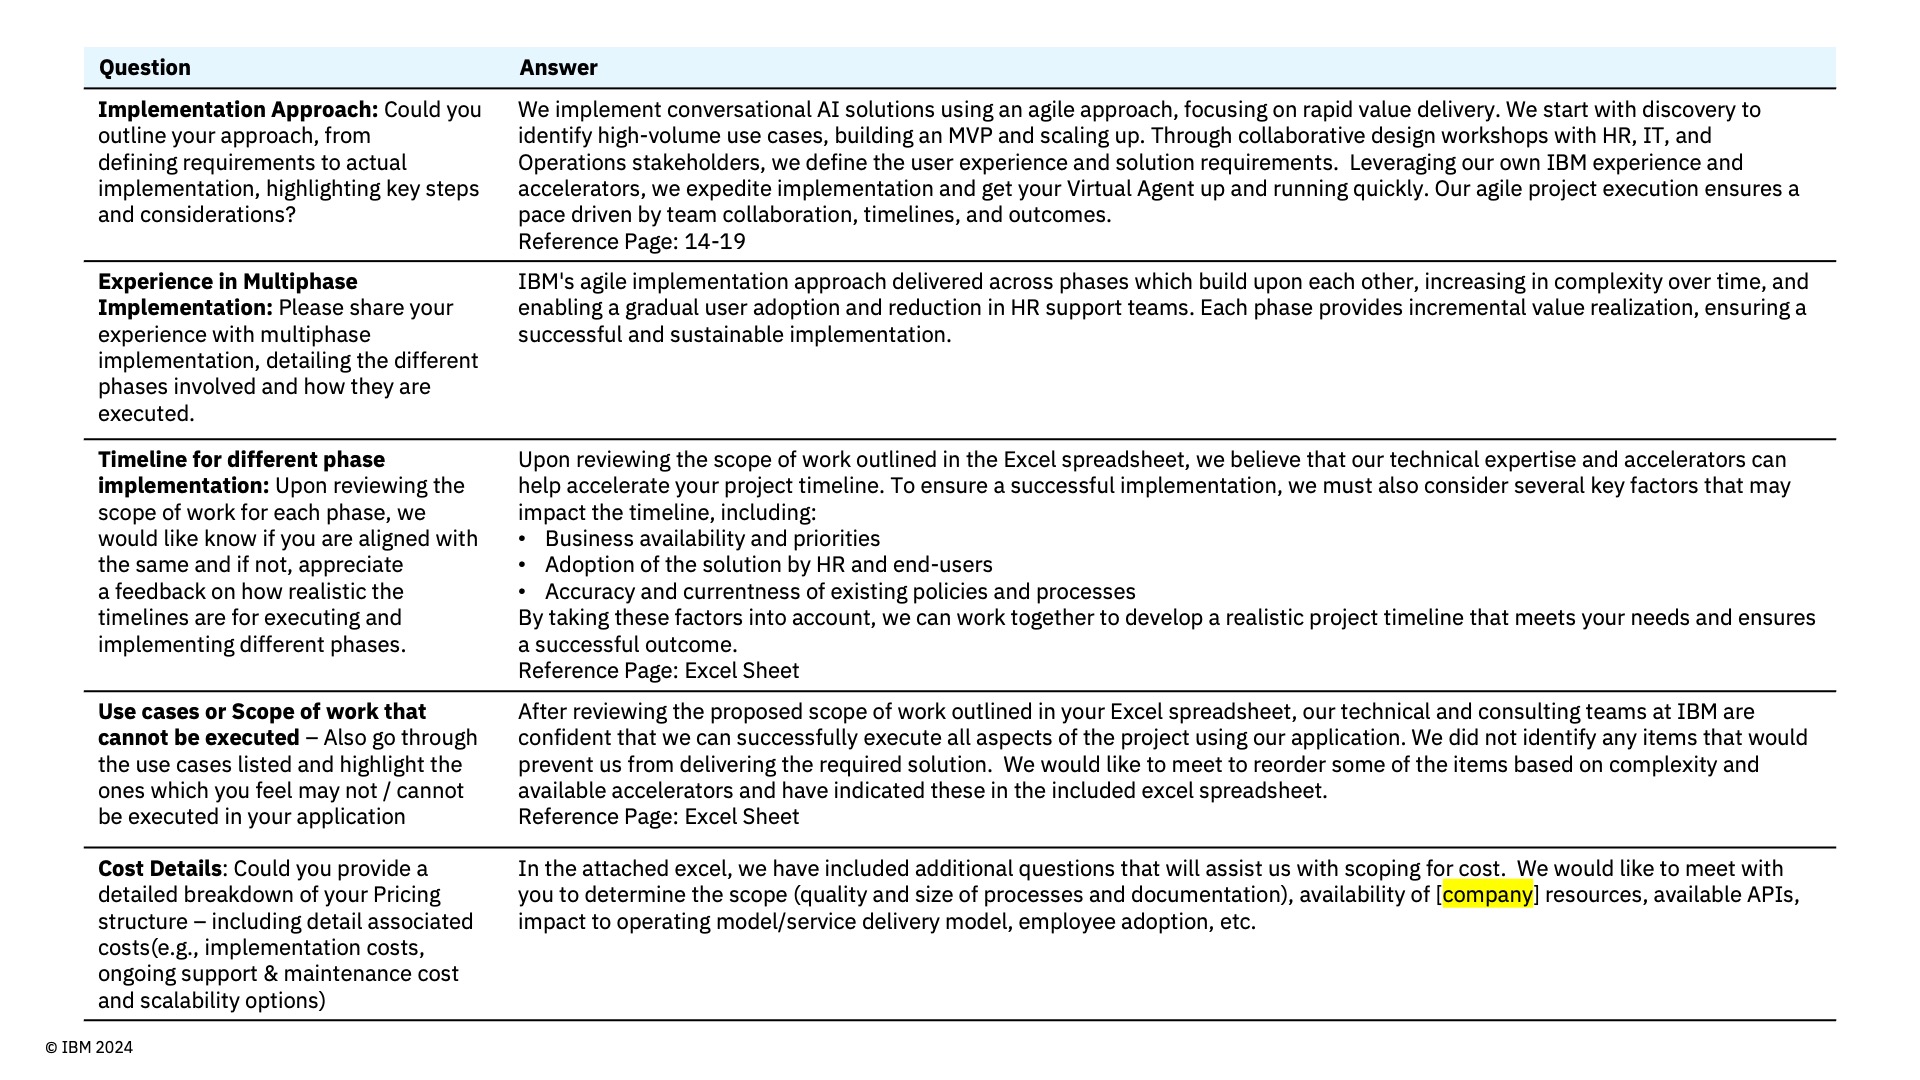 Question
Answer
Implementation Approach: Could you
outline your approach, from
defining requirements to actual
implementation, highlighting key steps
and considerations?
We implement conversational AI solutions using an agile approach, focusing on rapid value delivery. We start with discovery to
identify high-volume use cases, building an MVP and scaling up. Through collaborative design workshops with HR, IT, and
Operations stakeholders, we define the user experience and solution requirements.  Leveraging our own IBM experience and
accelerators, we expedite implementation and get your Virtual Agent up and running quickly. Our agile project execution ensures a
pace driven by team collaboration, timelines, and outcomes.
Reference Page: 14-19
Experience in Multiphase
Implementation: Please share your
experience with multiphase
implementation, detailing the different
phases involved and how they are
executed.
IBM's agile implementation approach delivered across phases which build upon each other, increasing in complexity over time, and
enabling a gradual user adoption and reduction in HR support teams. Each phase provides incremental value realization, ensuring a
successful and sustainable implementation.
Timeline for different phase
implementation: Upon reviewing the
scope of work for each phase, we
would like know if you are aligned with
the same and if not, appreciate
a feedback on how realistic the
timelines are for executing and
implementing different phases.
Upon reviewing the scope of work outlined in the Excel spreadsheet, we believe that our technical expertise and accelerators can
help accelerate your project timeline. To ensure a successful implementation, we must also consider several key factors that may
impact the timeline, including:
• Business availability and priorities
• Adoption of the solution by HR and end-users
• Accuracy and currentness of existing policies and processes
By taking these factors into account, we can work together to develop a realistic project timeline that meets your needs and ensures
a successful outcome.
Reference Page: Excel Sheet
Use cases or Scope of work that
cannot be executed – Also go through
the use cases listed and highlight the
ones which you feel may not / cannot
be executed in your application
After reviewing the proposed scope of work outlined in your Excel spreadsheet, our technical and consulting teams at IBM are
confident that we can successfully execute all aspects of the project using our application. We did not identify any items that would
prevent us from delivering the required solution.  We would like to meet to reorder some of the items based on complexity and
available accelerators and have indicated these in the included excel spreadsheet.
Reference Page: Excel Sheet
Cost Details: Could you provide a
detailed breakdown of your Pricing
structure – including detail associated
costs(e.g., implementation costs,
ongoing support & maintenance cost
and scalability options)
In the attached excel, we have included additional questions that will assist us with scoping for cost.  We would like to meet with
you to determine the scope (quality and size of processes and documentation), availability of [company] resources, available APIs,
impact to operating model/service delivery model, employee adoption, etc.
© IBM 2024